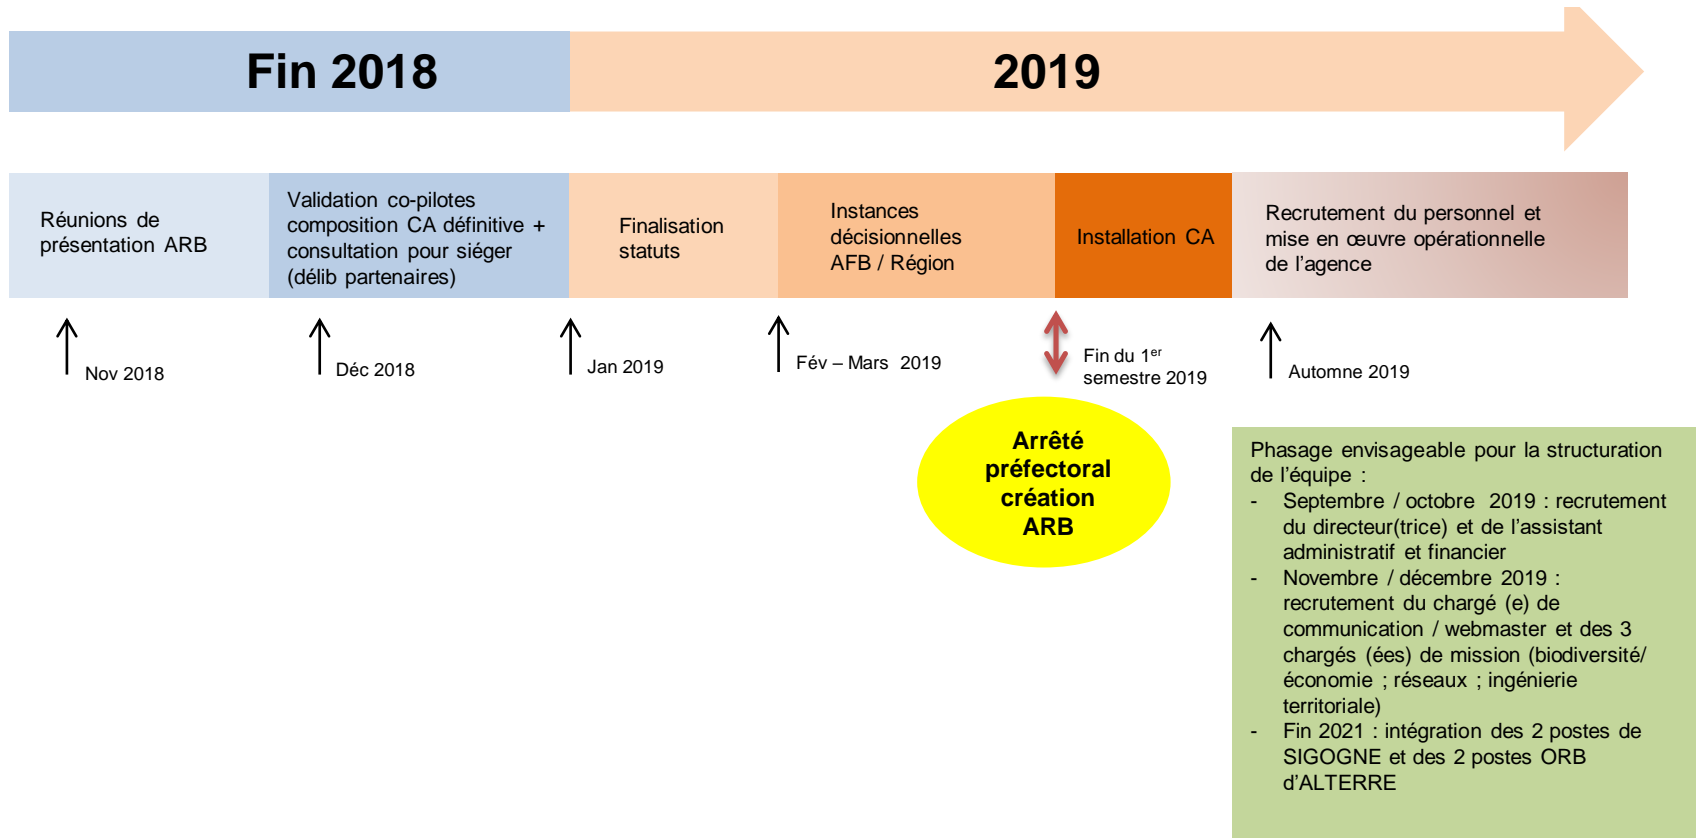 Fin 2018
2019
Réunions de
présentation ARB
Validation co-pilotes
composition CA définitive +
consultation pour siéger
(délib partenaires)
Finalisation
statuts
Instances
décisionnelles
AFB / Région
Installation CA
Recrutement du personnel et
mise en œuvre opérationnelle
de l’agence
Nov 2018
Déc 2018
Jan 2019
Fév – Mars 2019
Fin du 1er
semestre 2019
Automne 2019
Arrêté
préfectoral
création
ARB
Phasage envisageable pour la structuration
de l’équipe :
- Septembre / octobre 2019 : recrutement
du directeur(trice) et de l’assistant
administratif et financier
- Novembre / décembre 2019 :
recrutement du chargé (e) de
communication / webmaster et des 3
chargés (ées) de mission (biodiversité/
économie ; réseaux ; ingénierie
territoriale)
- Fin 2021 : intégration des 2 postes de
SIGOGNE et des 2 postes ORB
d’ALTERRE